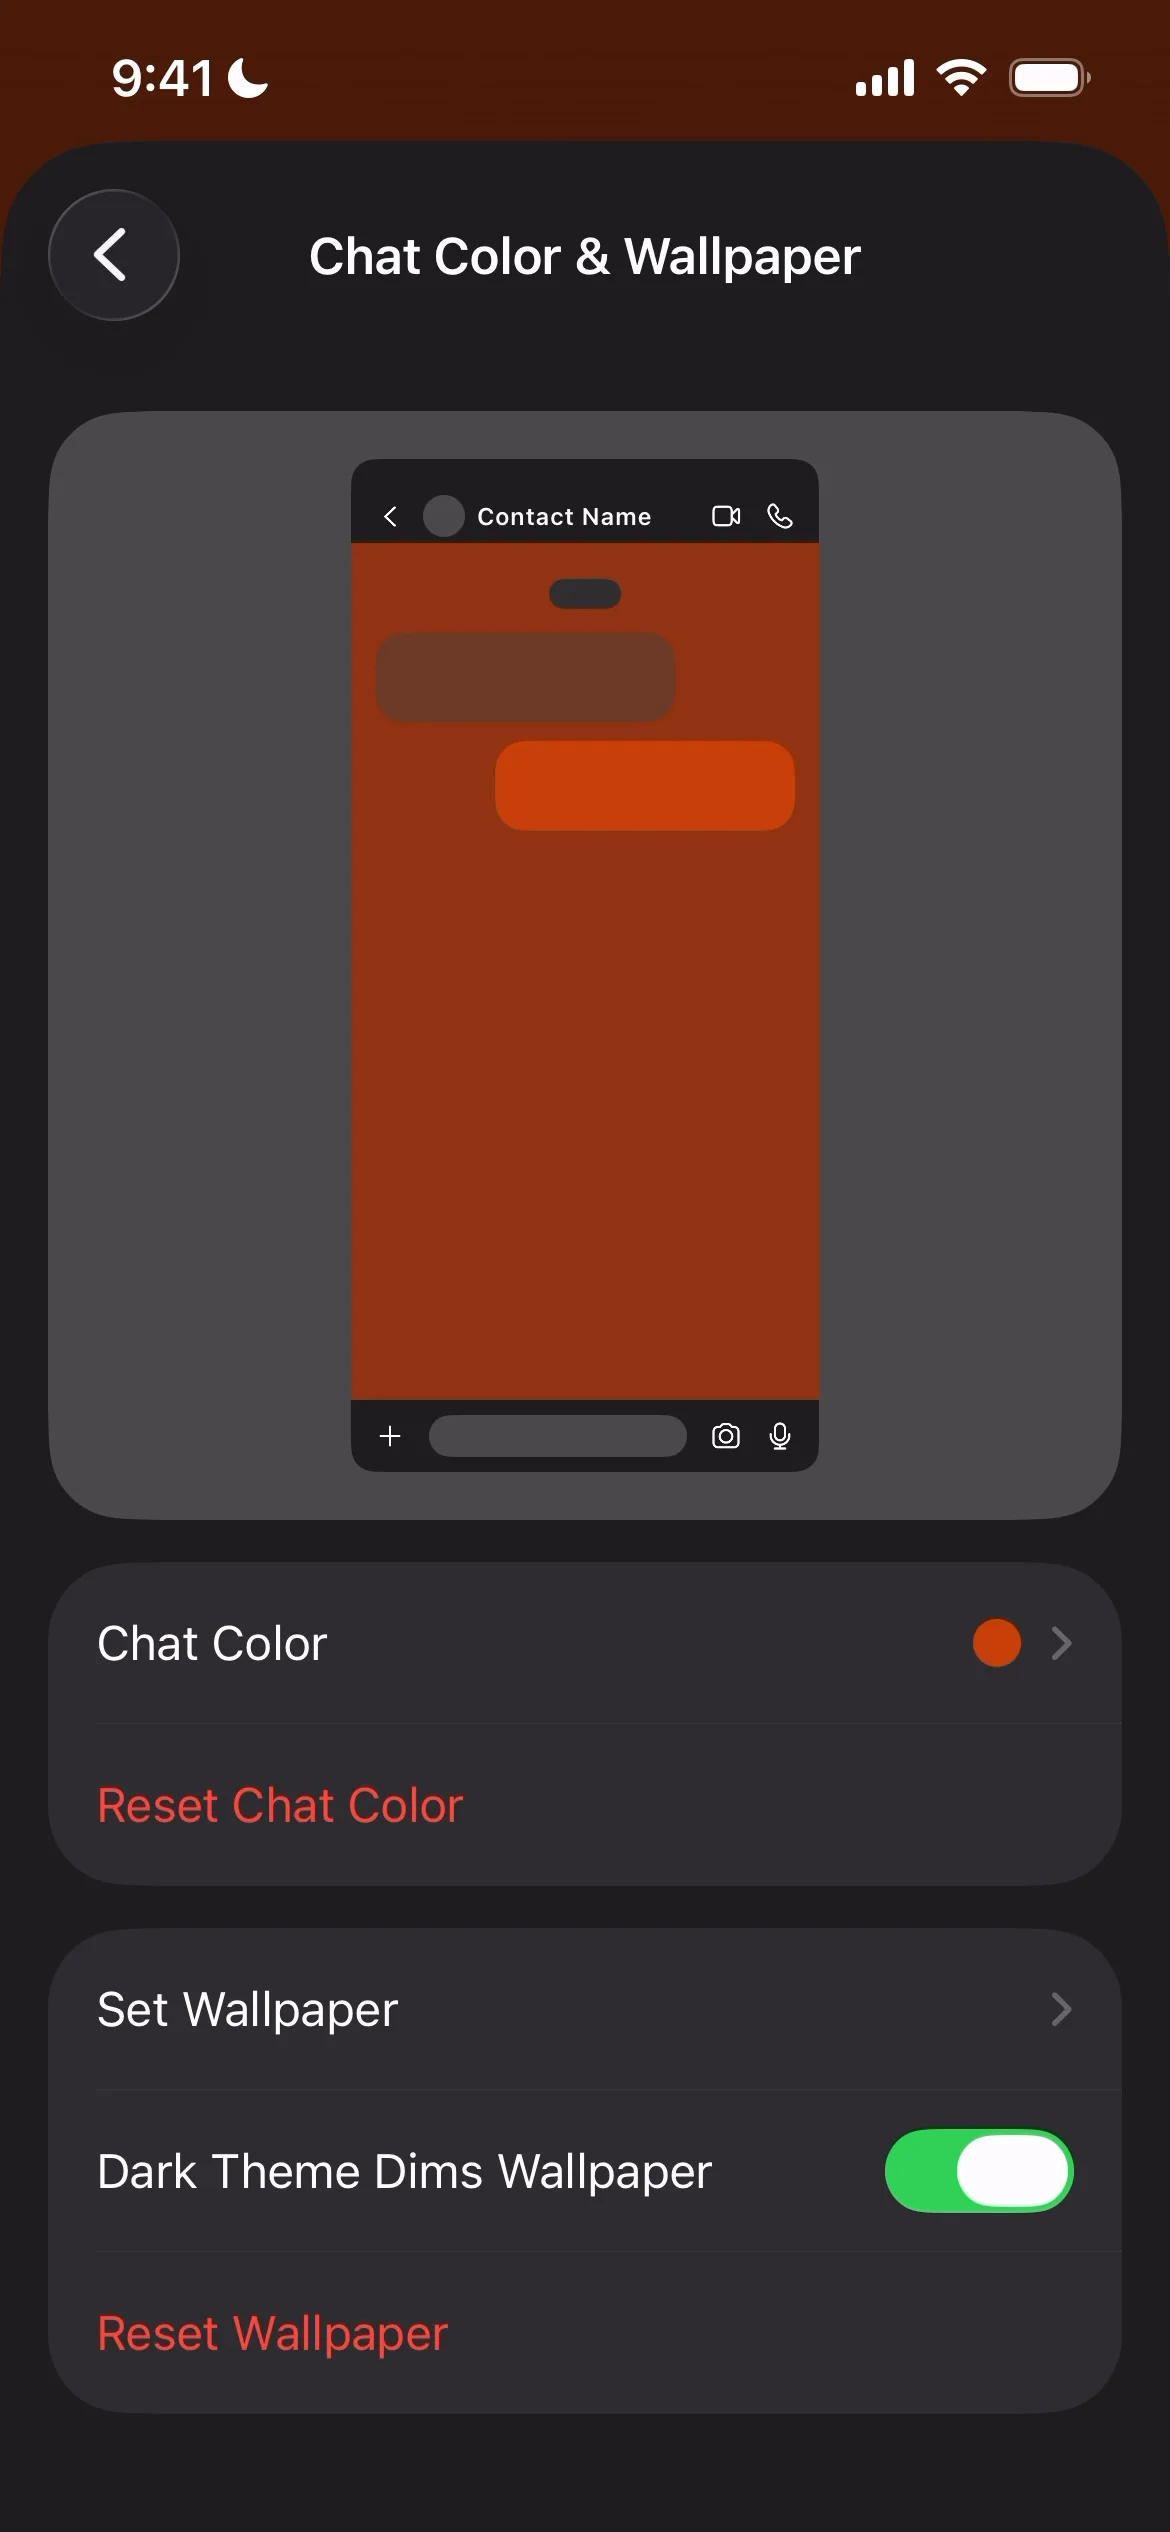 9:41
Chat Color & Wallpaper
Contact Name
Chat Color
Reset Chat Color
Set Wallpaper
Dark Theme Dims Wallpaper
Reset Wallpaper